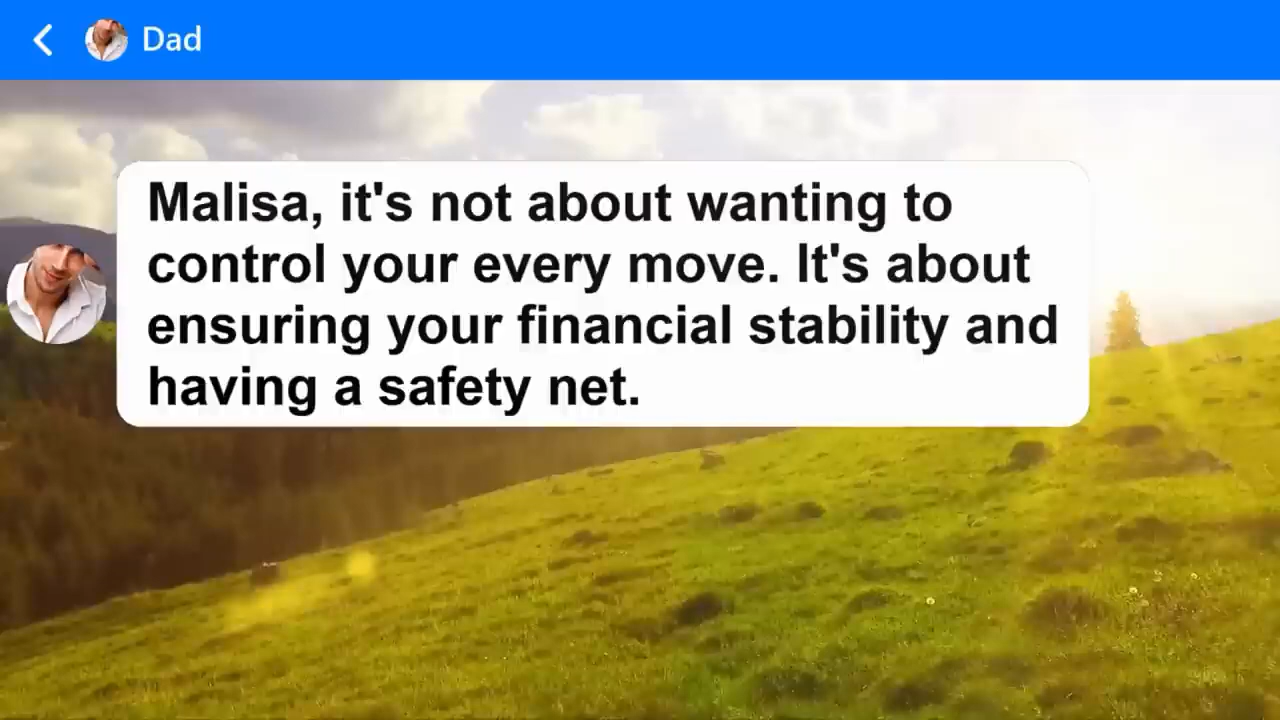 Dad
Malisa, it's not about wanting to
control your every move. It's about
ensuring your financial stability and
having a safety net.